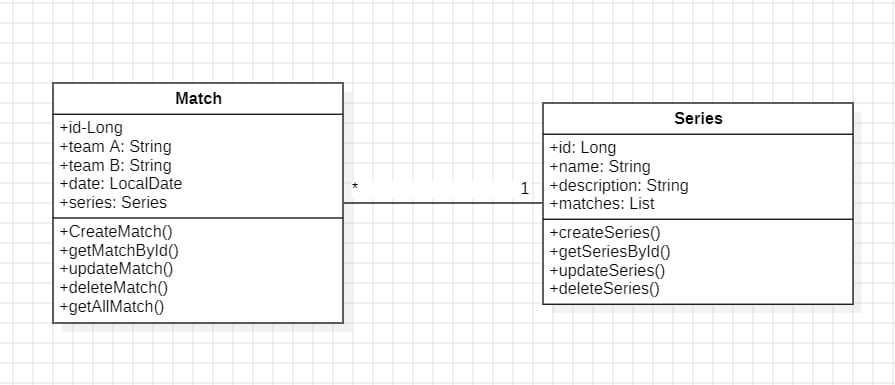 Match
+id-Long
+team A: String
+team B: String
+date: LocalDate
+series: Series
+CreateMatch()
+getMatchById()
+updateMatch()
+deleteMatch()
+getAllMatch()
* 1
Series
+id: Long
+name: String
+description: String
+matches: List
+createSeries()
+getSeriesById()
+updateSeries()
+deleteSeries()